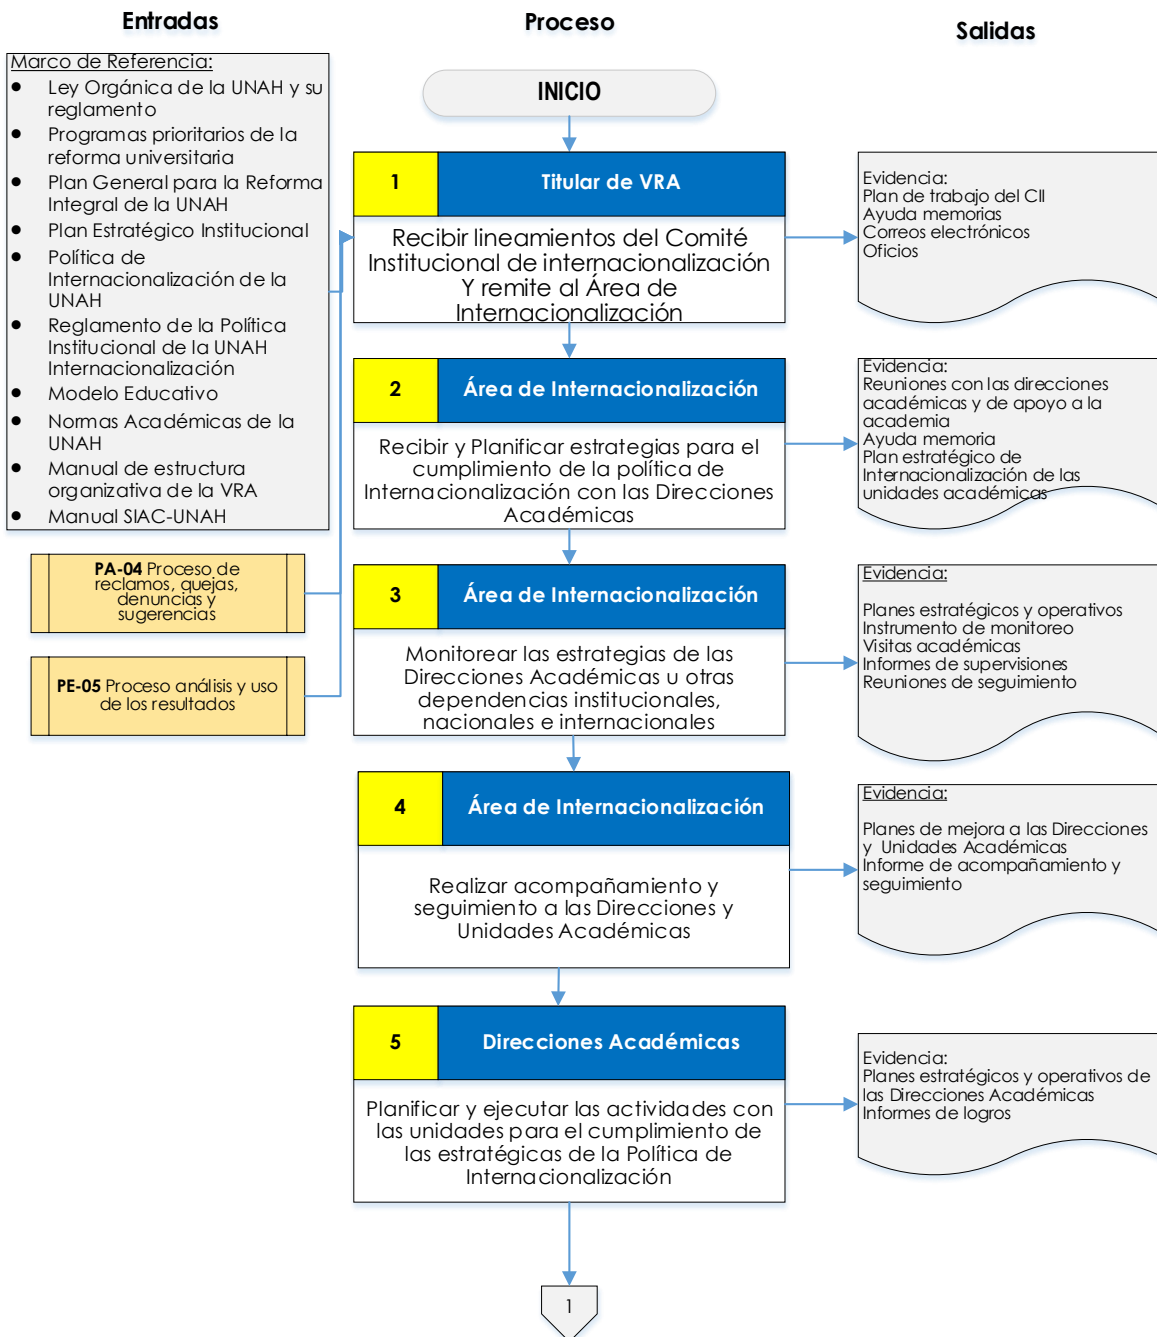 Entradas
Proceso
Salidas
Marco de Referencia:
● Ley Orgánica de la UNAH y su
reglamento
● Programas prioritarios de la
reforma universitaria
● Plan General para la Reforma
Integral de la UNAH
● Plan Estratégico Institucional
● Política de
Internacionalización de la
UNAH
● Reglamento de la Política
Institucional de la UNAH
Internacionalización
● Modelo Educativo
● Normas Académicas de la
UNAH
● Manual de estructura
organizativa de la VRA
● Manual SIAC-UNAH
PA-04 Proceso de
reclamos, quejas,
denuncias y
sugerencias
PE-05 Proceso análisis y uso
de los resultados
INICIO
1
Titular de VRA
Recibir lineamientos del Comité
Institucional de internacionalización
Y remite al Área de
Internacionalización
Evidencia:
Plan de trabajo del CII
Ayuda memorias
Correos electrónicos
Oficios
2
Área de Internacionalización
Recibir y Planificar estrategias para el
cumplimiento de la política de
Internacionalización con las Direcciones
Académicas
Evidencia:
Reuniones con las direcciones
académicas y de apoyo a la
academia
Ayuda memoria
Plan estratégico de
Internacionalización de las
unidades académicas
3
Área de Internacionalización
Monitorear las estrategias de las
Direcciones Académicas u otras
dependencias institucionales,
nacionales e internacionales
Evidencia:
Planes estratégicos y operativos
Instrumento de monitoreo
Visitas académicas
Informes de supervisiones
Reuniones de seguimiento
4
Área de Internacionalización
Realizar acompañamiento y
seguimiento a las Direcciones y
Unidades Académicas
Evidencia:
Planes de mejora a las Direcciones
y Unidades Académicas
Informe de acompañamiento y
seguimiento
5
Direcciones Académicas
Planificar y ejecutar las actividades con
las unidades para el cumplimiento de
las estratégicas de la Política de
Internacionalización
Evidencia:
Planes estratégicos y operativos de
las Direcciones Académicas
Informes de logros
1